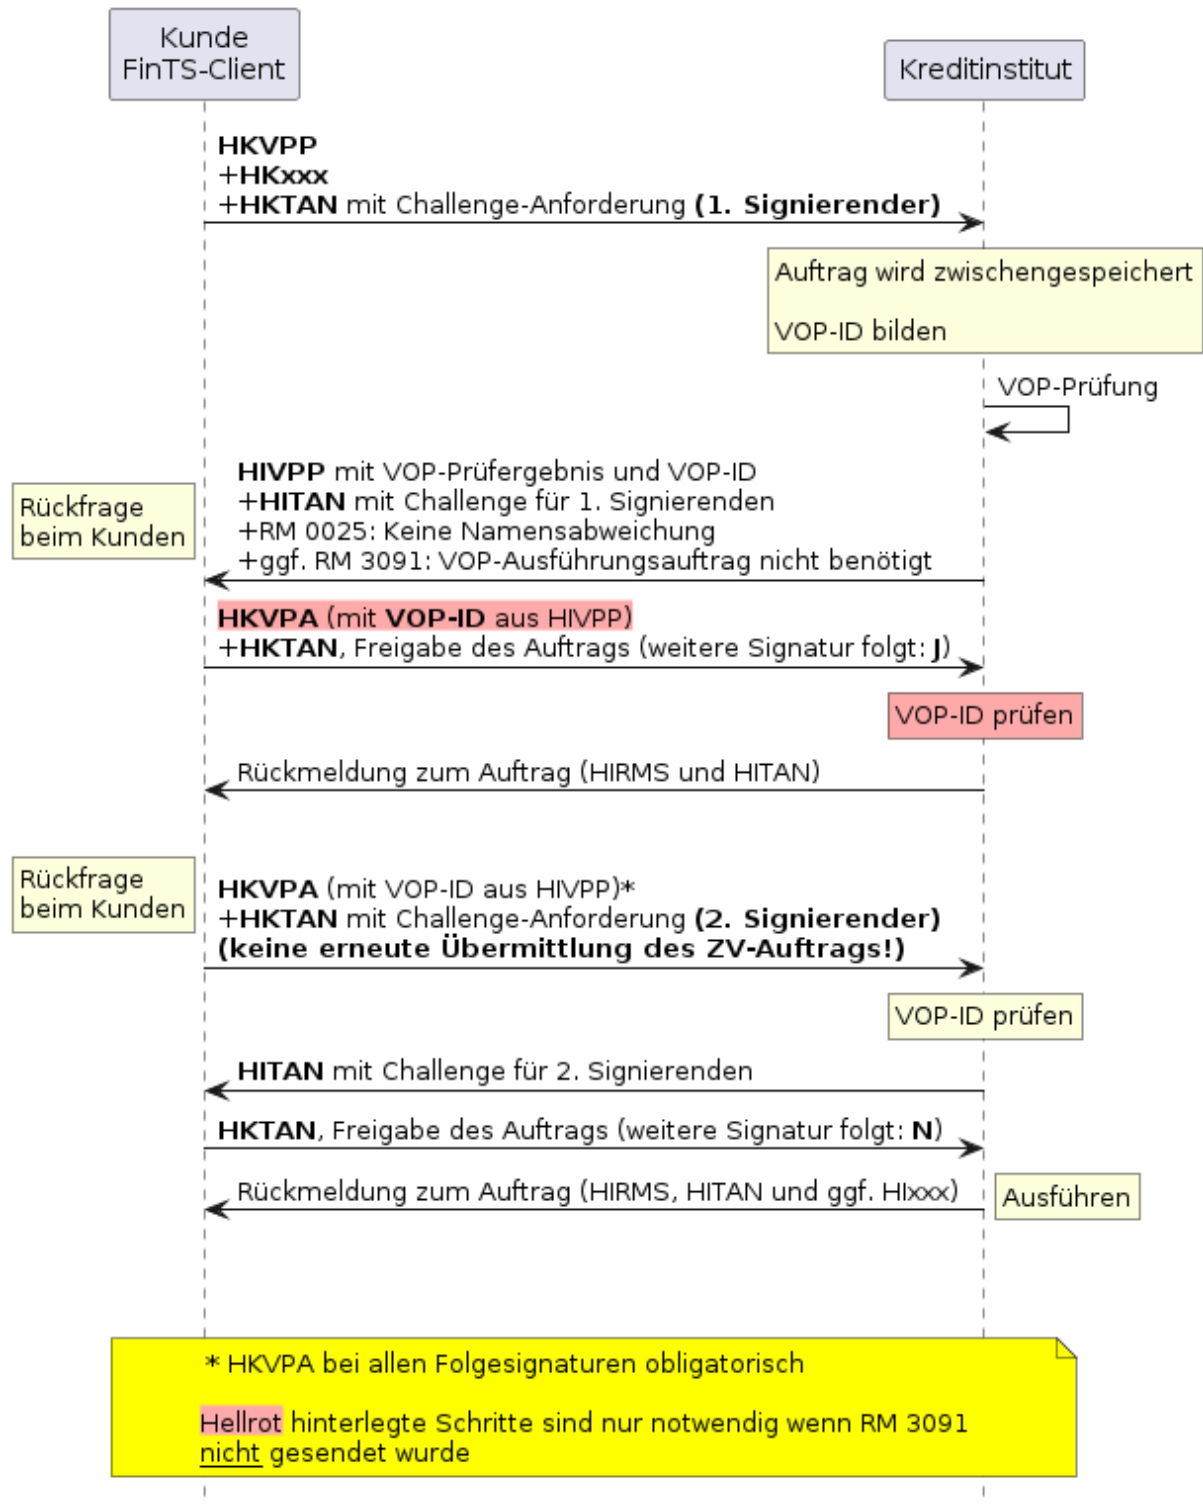 Kunde
FinTS-Client
Kreditinstitut
HKVPP
+HKxxx
+HKTAN mit Challenge-Anforderung (1. Signierender)
Auftrag wird zwischengespeichert
VOP-ID bilden
VOP-Prüfung
HIVPP mit VOP-Prüfergebnis und VOP-ID
+HITAN mit Challenge für 1. Signierenden
+RM 0025: Keine Namensabweichung
+ggf. RM 3091: VOP-Ausführungsauftrag nicht benötigt
Rückfrage
beim Kunden
HKVPA (mit VOP-ID aus HIVPP)
+HKTAN, Freigabe des Auftrags (weitere Signatur folgt: J)
VOP-ID prüfen
Rückmeldung zum Auftrag (HIRMS und HITAN)
Rückfrage
beim Kunden
HKVPA (mit VOP-ID aus HIVPP)*
+HKTAN mit Challenge-Anforderung (2. Signierender)
(keine erneute Übermittlung des ZV-Auftrags!)
VOP-ID prüfen
HITAN mit Challenge für 2. Signierenden
HKTAN, Freigabe des Auftrags (weitere Signatur folgt: N)
Rückmeldung zum Auftrag (HIRMS, HITAN und ggf. HIxxx)
Ausführen
* HKVPA bei allen Folgesignaturen obligatorisch
Hellrot hinterlegte Schritte sind nur notwendig wenn RM 3091
nicht gesendet wurde